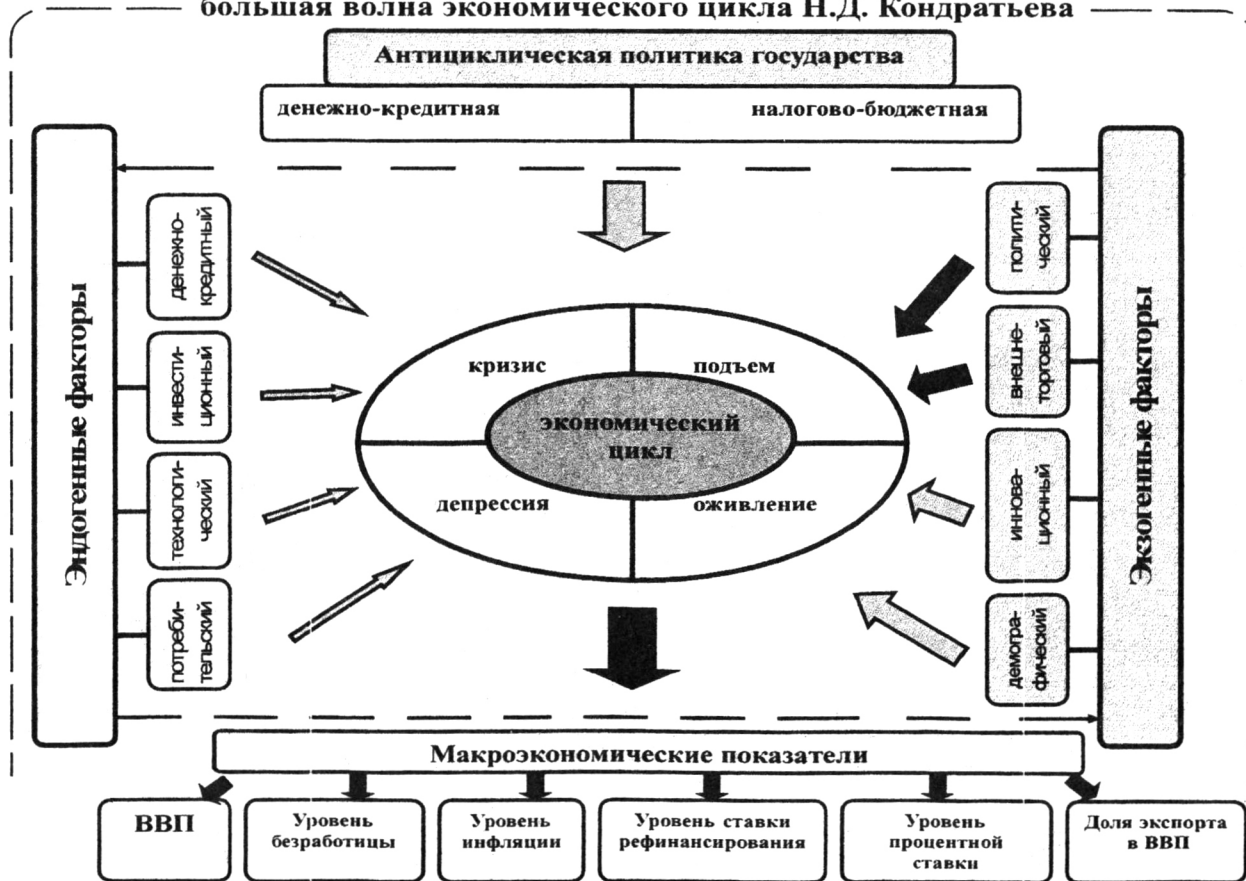 большая волна экономического цикла Н.Д. Кондратьева
Антициклическая политика государства
денежно-кредитная
налогово-бюджетная
Эндогенные факторы
денежно-
кредитный
инвести-
ционный
технологи-
ческий
потреби-
тельский
кризис
подъем
экономический
цикл
депрессия
оживление
полити-
ческий
внешне-
торговый
иннова-
ционный
демогра-
фический
Экзогенные факторы
Макроэкономические показатели
ВВП
Уровень
безработицы
Уровень
инфляции
Уровень ставки
рефинансирования
Уровень
процентной
ставки
Доля экспорта
в ВВП